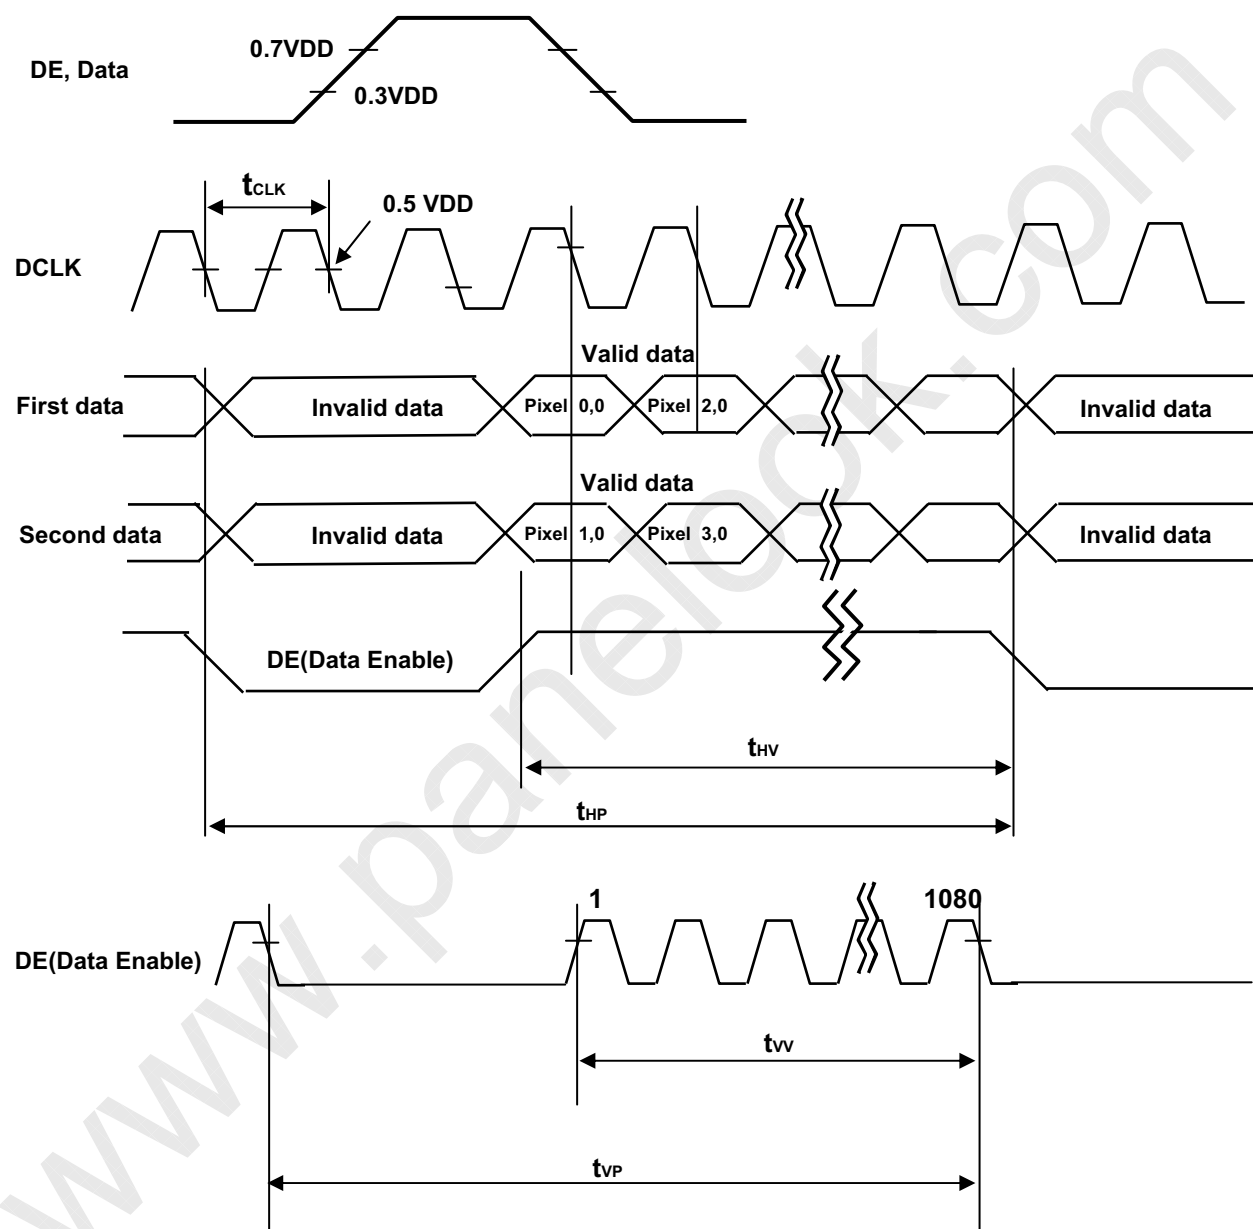 0.7VDD
DE, Data
0.3VDD
tCLK
0.5 VDD
DCLK
Valid data
First data
Invalid data
Pixel 0,0
Pixel 2,0
Invalid data
Valid data
Second data
Invalid data
Pixel 1,0
Pixel 3,0
Invalid data
DE(Data Enable)
tHV
tHP
1
1080
DE(Data Enable)
tVV
tVP
www.panelook.com